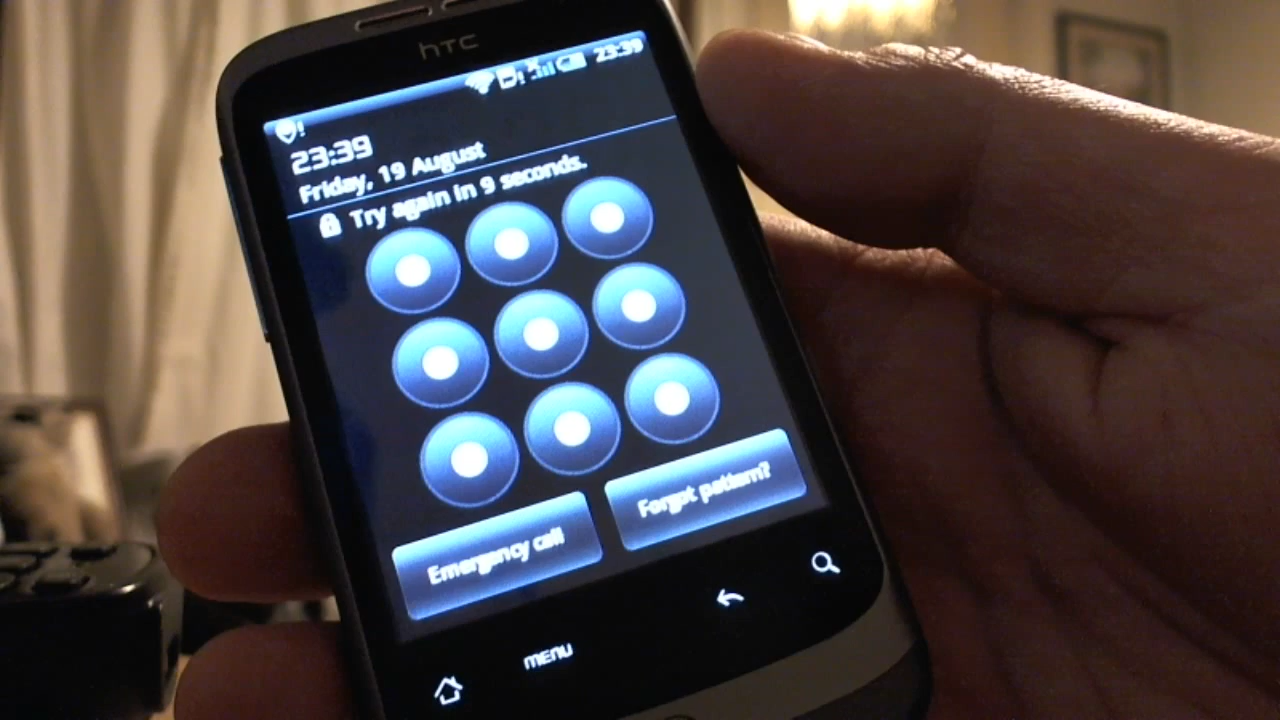 hTC
23:39
23:39
Friday, 19 August
Try again in 9 seconds.
Emergency call
Forgot pattern?
menu